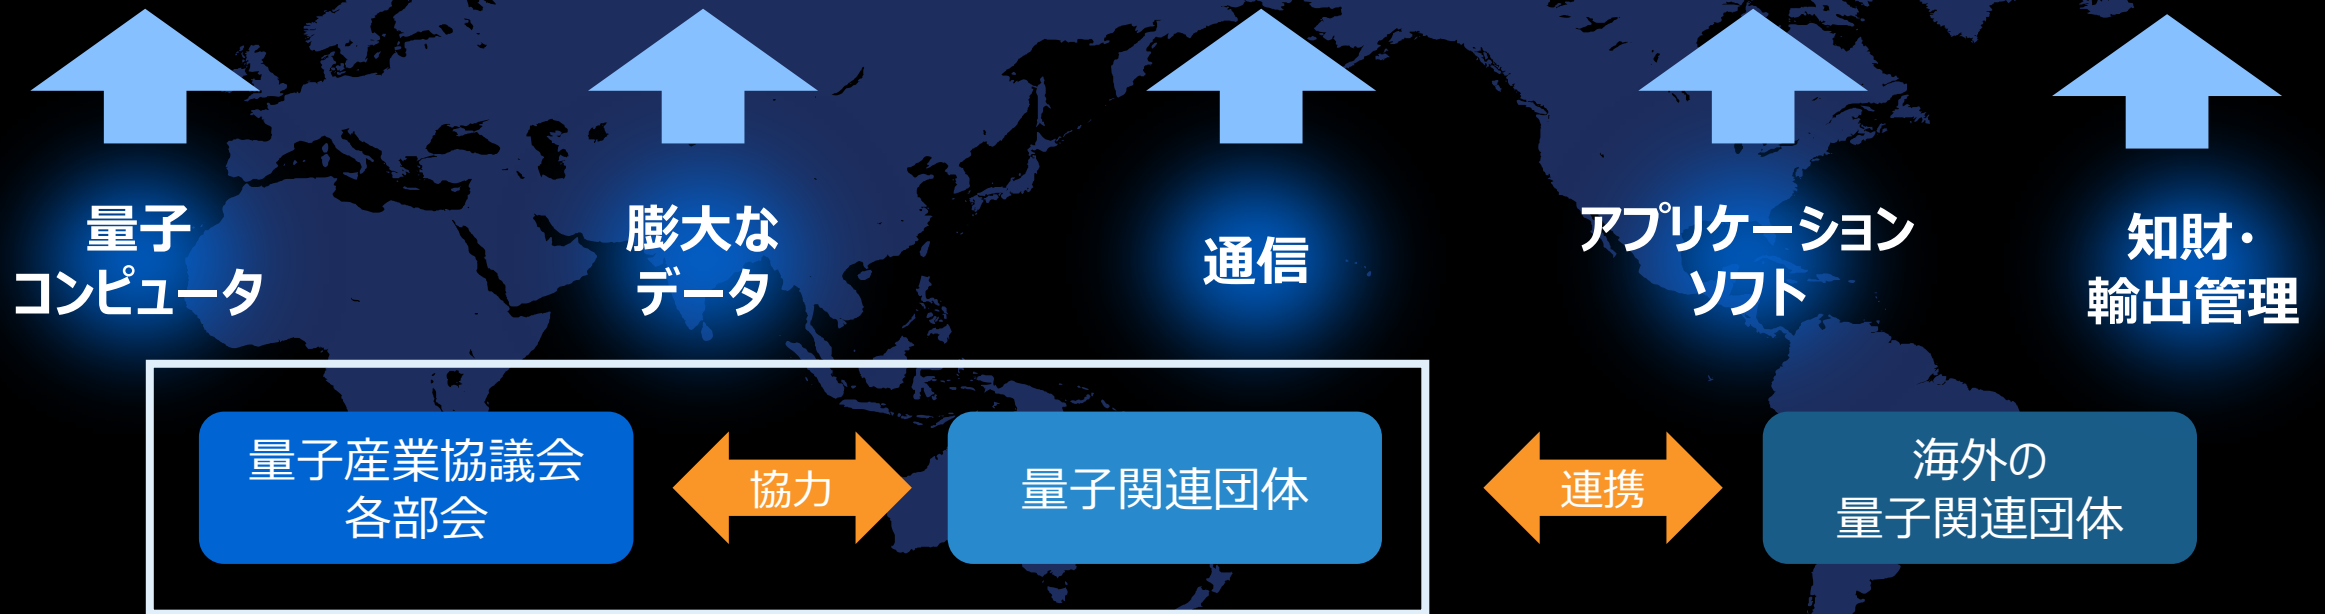 量子
コンピュータ
膨大な
データ
通信
アプリケーション
ソフト
知財・
輸出管理
量子産業協議会
各部会
協力
量子関連団体
連携
海外の
量子関連団体